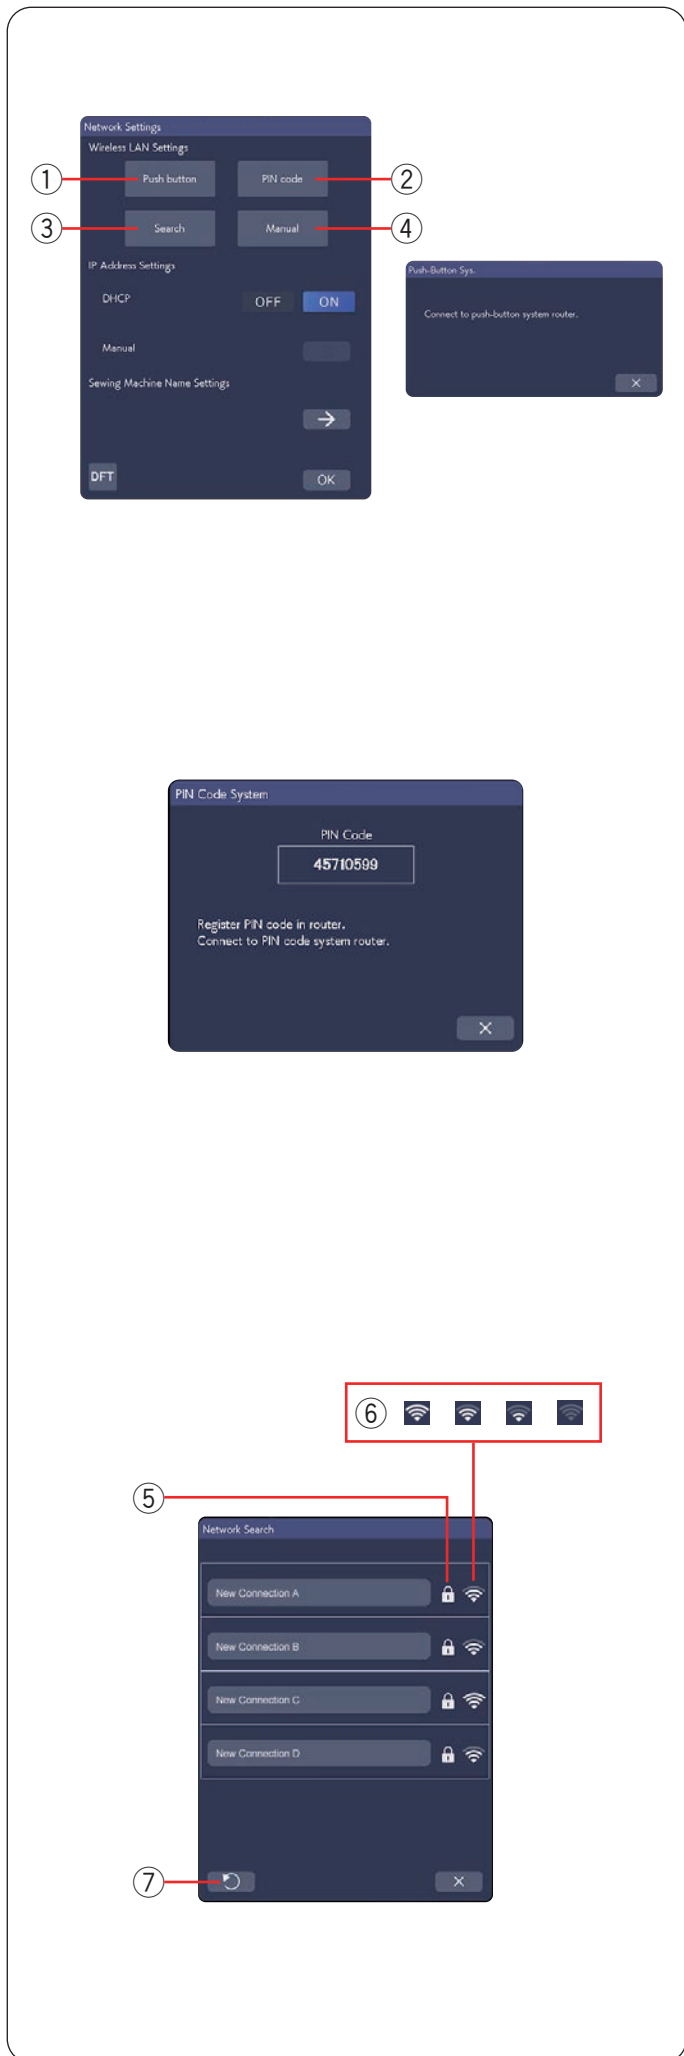 Network Settings
Wireless LAN Settings
① Push button PIN code ②
③ Search Manual ④
IP Address Settings
DHCP OFF ON
Manual
Sewing Machine Name Settings
DFT OK
Push-Button Sys.
Connect to push-button system router.
PIN Code System
PIN Code
45710599
Register PIN code in router.
Connect to PIN code system router.
⑥
⑤
Network Search
New Connection A
New Connection B
New Connection C
New Connection D
⑦